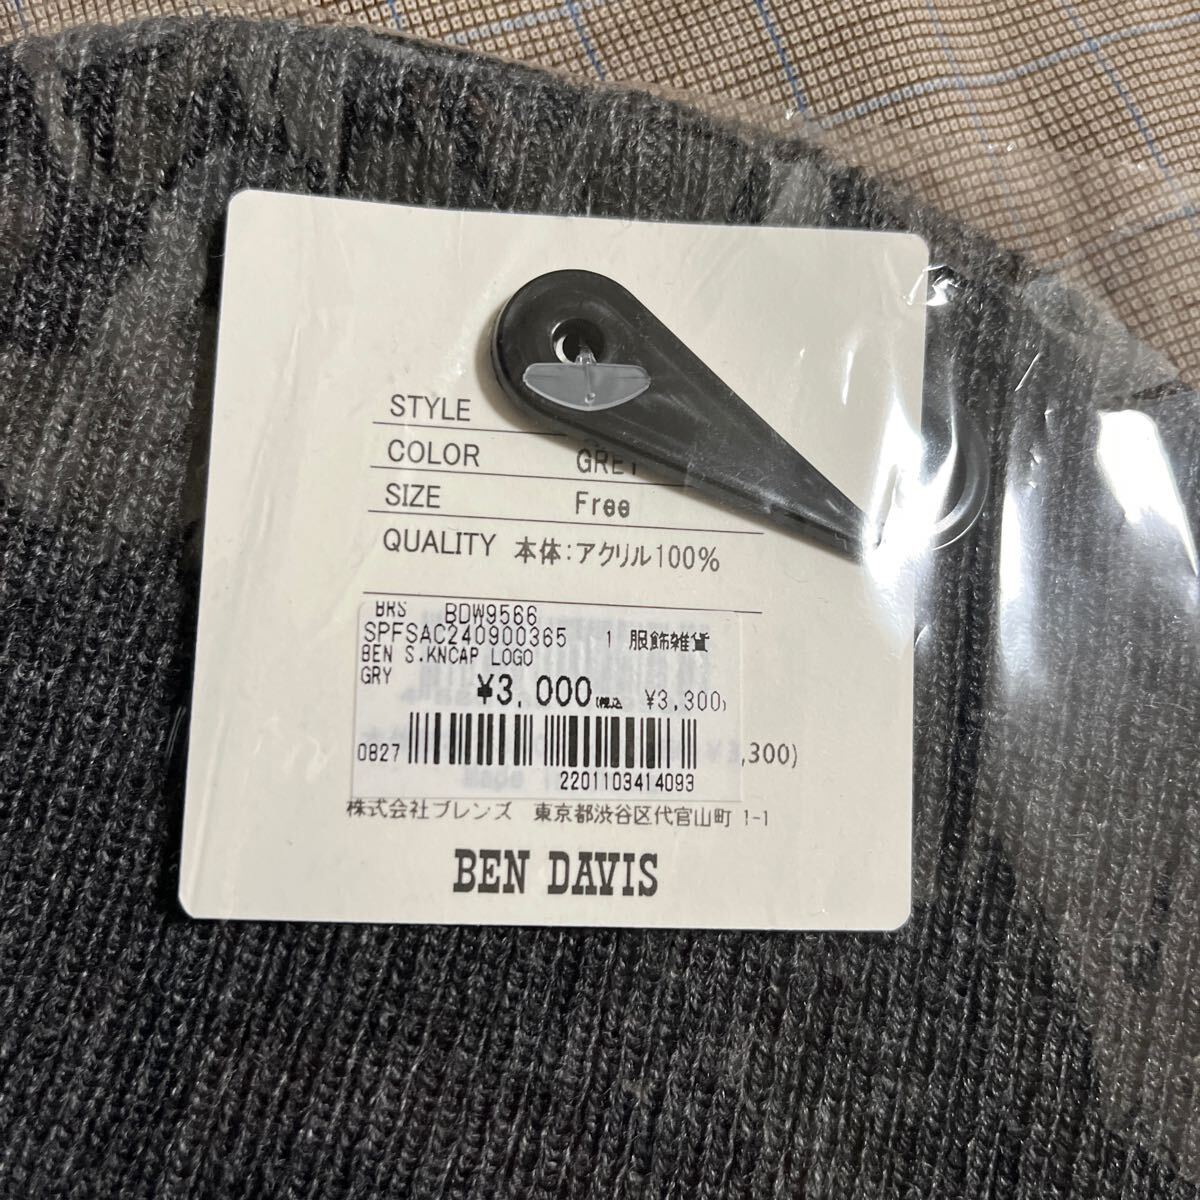 STYLE
COLOR GREY
SIZE Free
QUALITY 本体:アクリル100%
BRS BDW9566
SPFSAC240900365 1 服飾雑貨
BEN S.KNCAP LOGO
GRY
¥3,000(税込 ¥3,300)
0827
,300)
2201103414093
株式会社ブレンズ 東京都渋谷区代官山町 1-1
BEN DAVIS